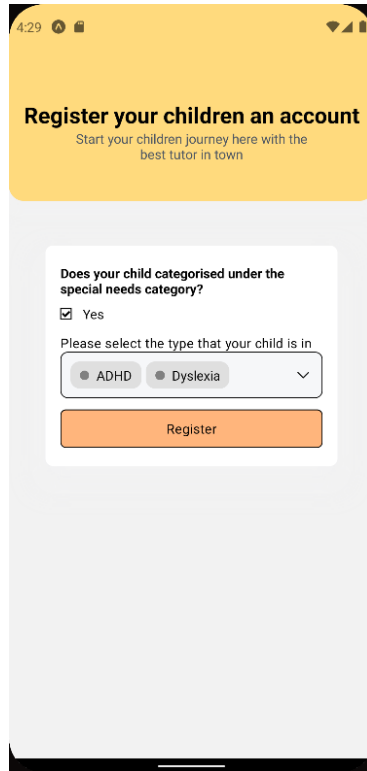 4:29
Register your children an account
Start your children journey here with the
best tutor in town
Does your child categorised under the
special needs category?
Yes
Please select the type that your child is in
ADHD Dyslexia
Register